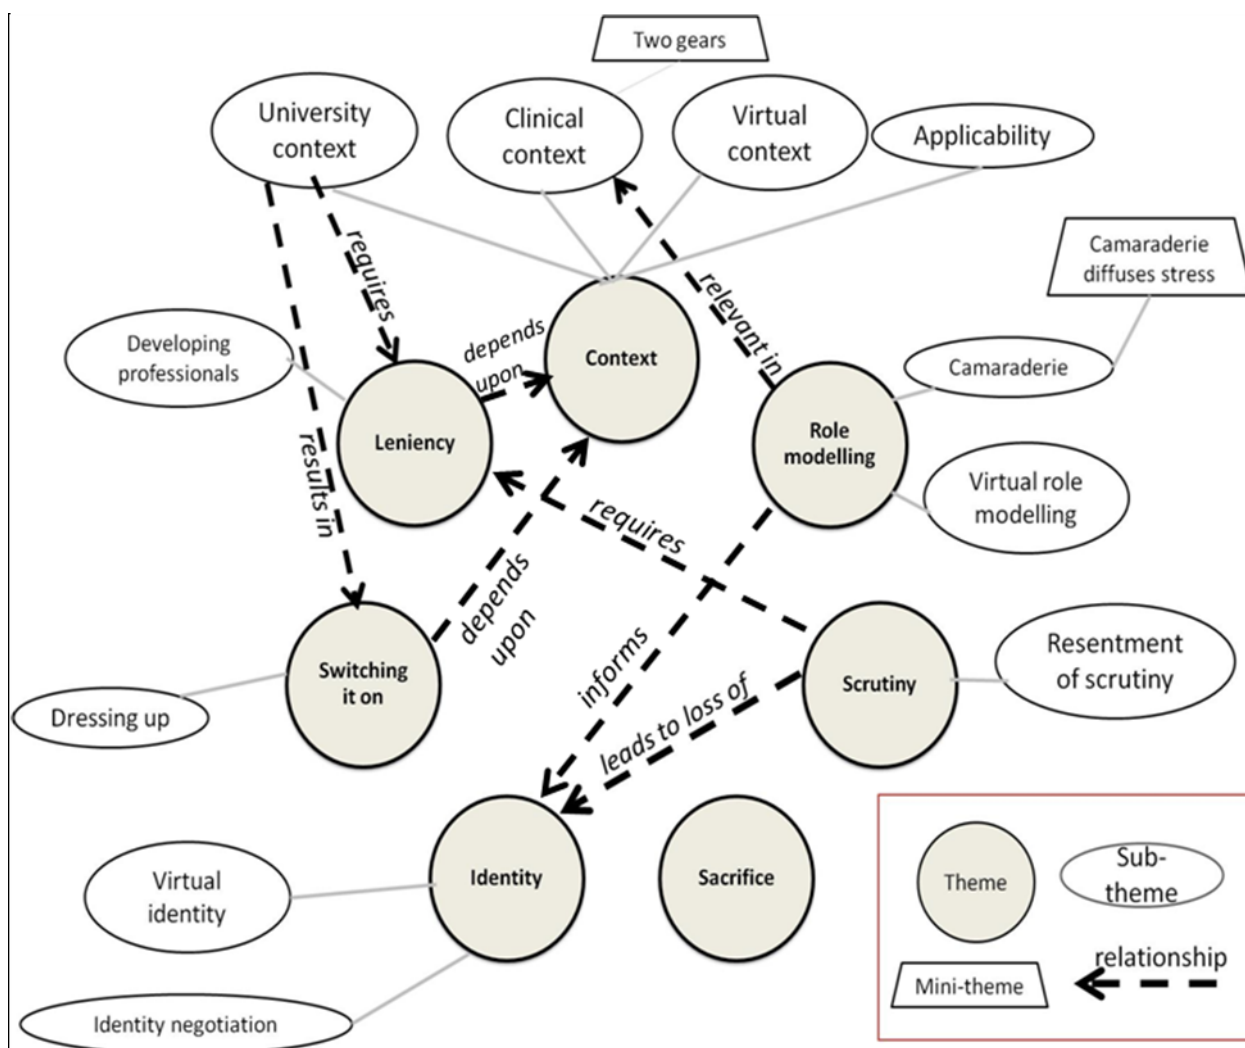 Two gears
University
context
Clinical
context
Virtual
context
Applicability
Camaraderie
diffuses stress
requires
relevant in
Developing
professionals
depends
upon
Context
Camaraderie
Leniency
Role
modelling
results in
requires
Virtual role
modelling
depends
upon
Switching
it on
informs
Scrutiny
Resentment
of scrutiny
Dressing up
leads to loss of
Virtual
identity
Identity
Sacrifice
Identity negotiation
Theme
Sub-
theme
Mini-theme
relationship